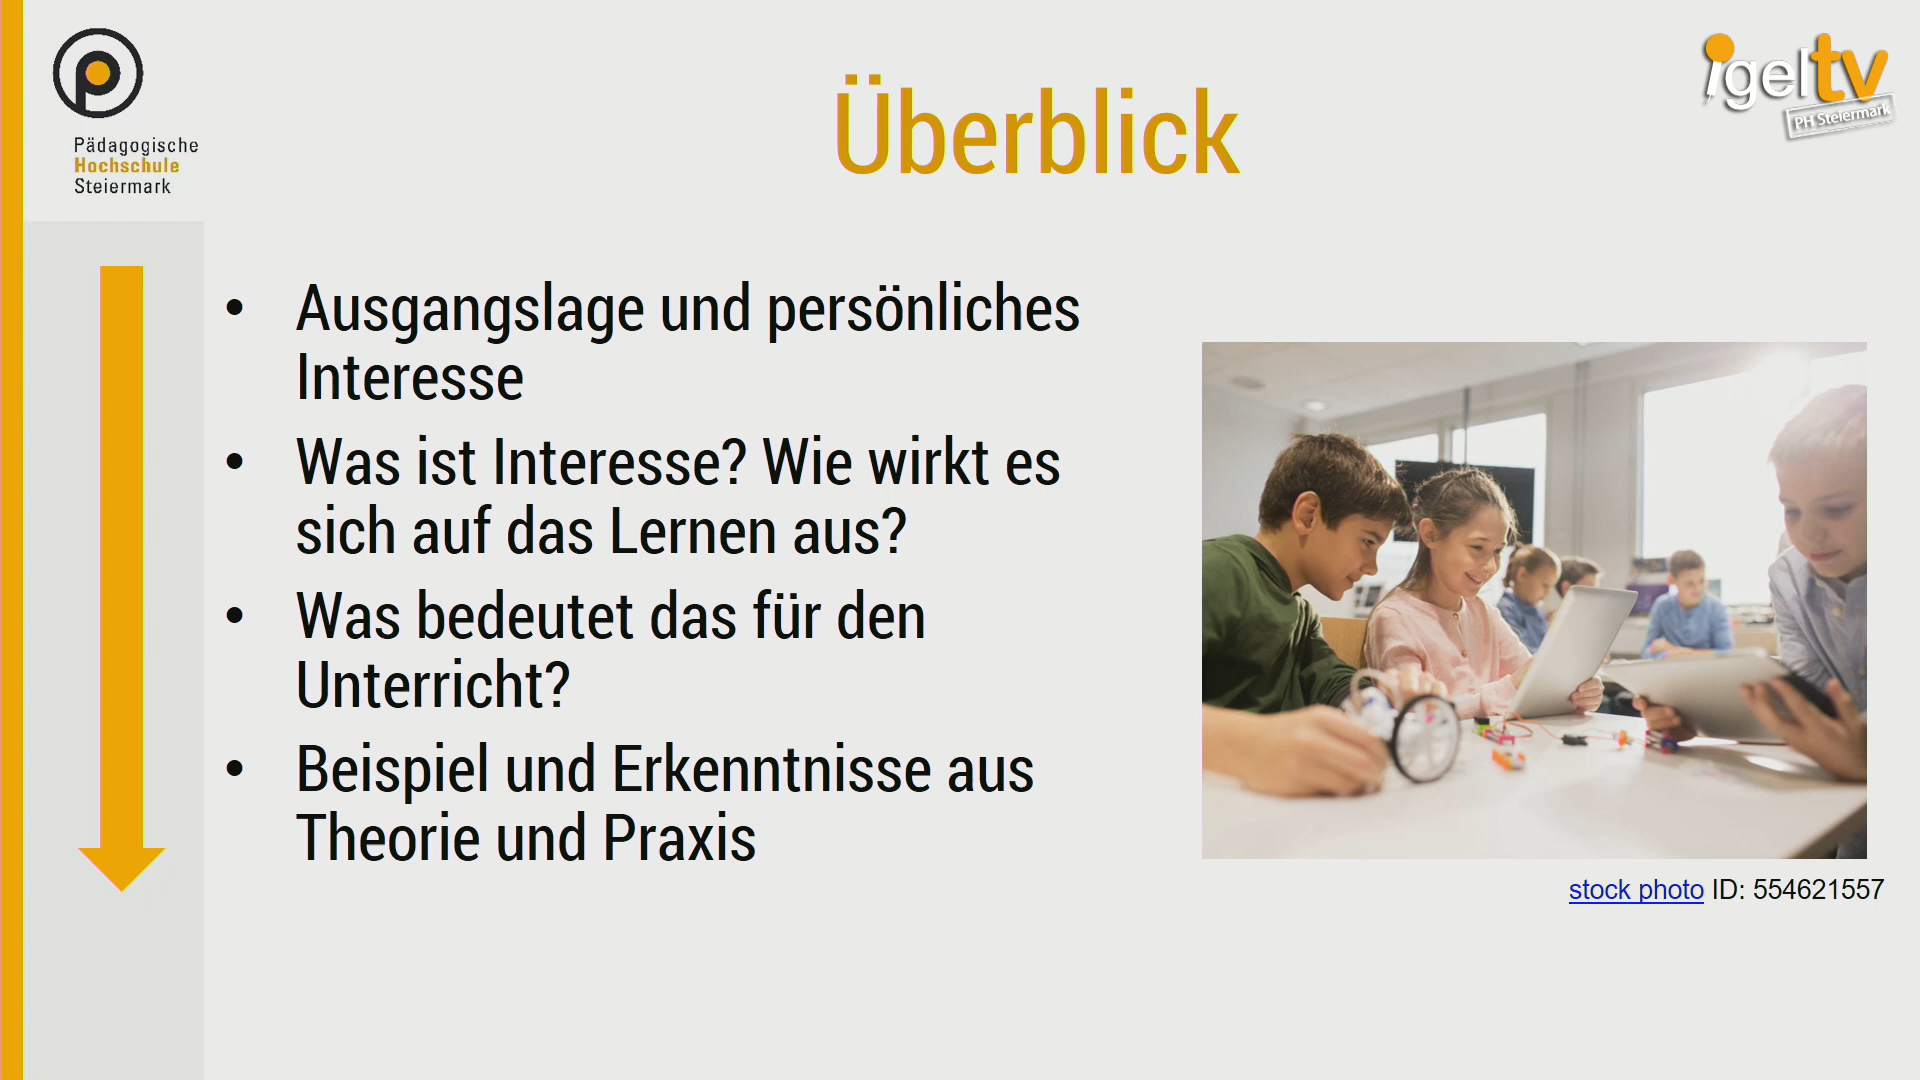 Pädagogische
Hochschule
Steiermark
Überblick
igeltv
PH Steiermark
• Ausgangslage und persönliches
Interesse
• Was ist Interesse? Wie wirkt es
sich auf das Lernen aus?
• Was bedeutet das für den
Unterricht?
• Beispiel und Erkenntnisse aus
Theorie und Praxis
stock photo ID: 554621557